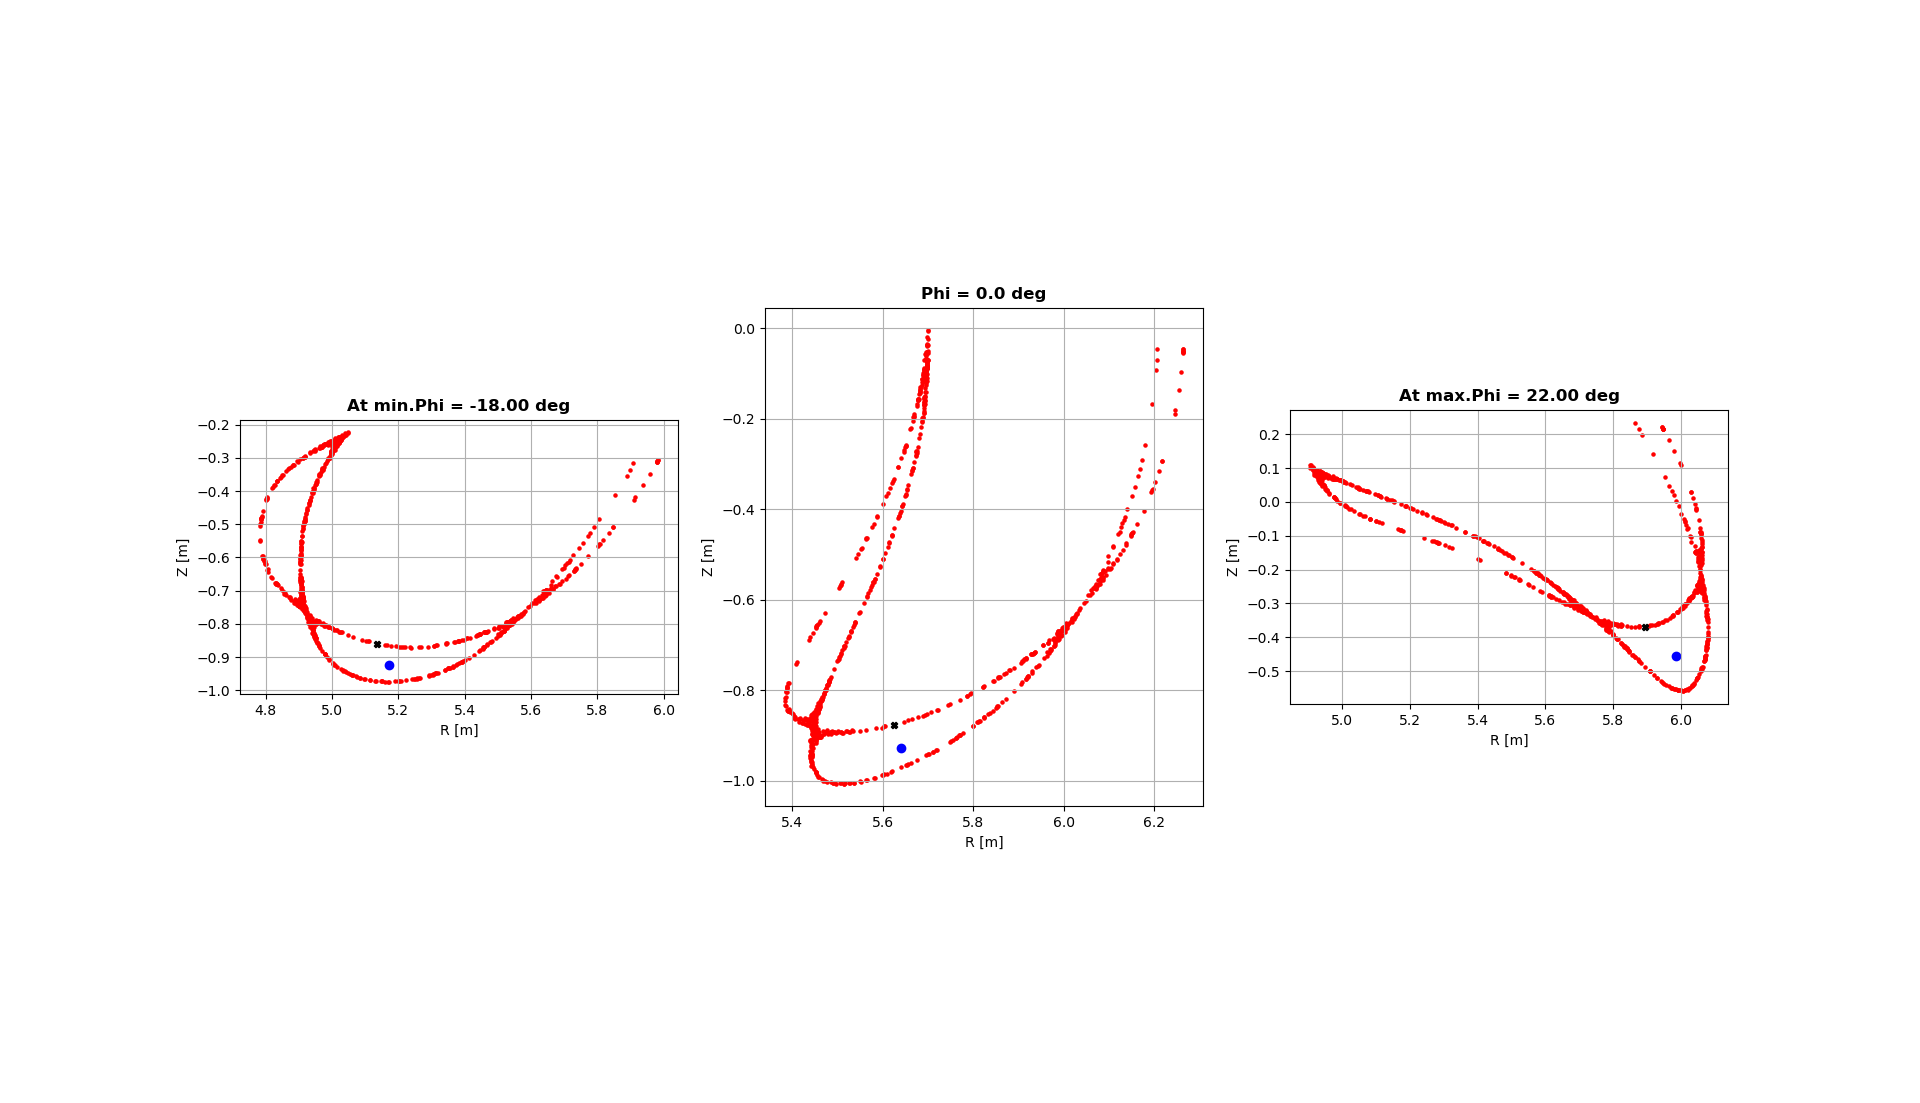 At min.Phi = -18.00 deg
−0.2
−0.3
−0.4
−0.5
−0.6
−0.7
−0.8
−0.9
−1.0
Z [m]
4.8 5.0 5.2 5.4 5.6 5.8 6.0
R [m]
Phi = 0.0 deg
0.0
−0.2
−0.4
−0.6
−0.8
−1.0
Z [m]
5.4 5.6 5.8 6.0 6.2
R [m]
At max.Phi = 22.00 deg
0.2
0.1
0.0
−0.1
−0.2
−0.3
−0.4
−0.5
Z [m]
5.0 5.2 5.4 5.6 5.8 6.0
R [m]